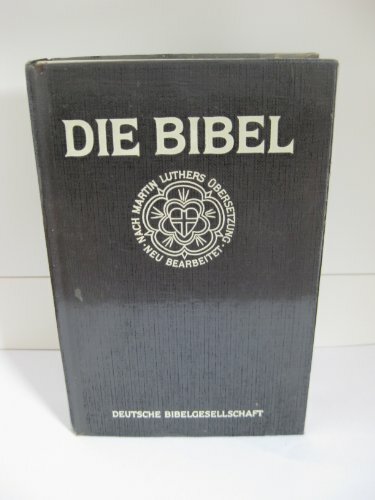 DIE BIBEL
NACH MARTIN LUTHERS ÜBERSETZUNG · NEU BEARBEITET ·
DEUTSCHE BIBELGESELLSCHAFT